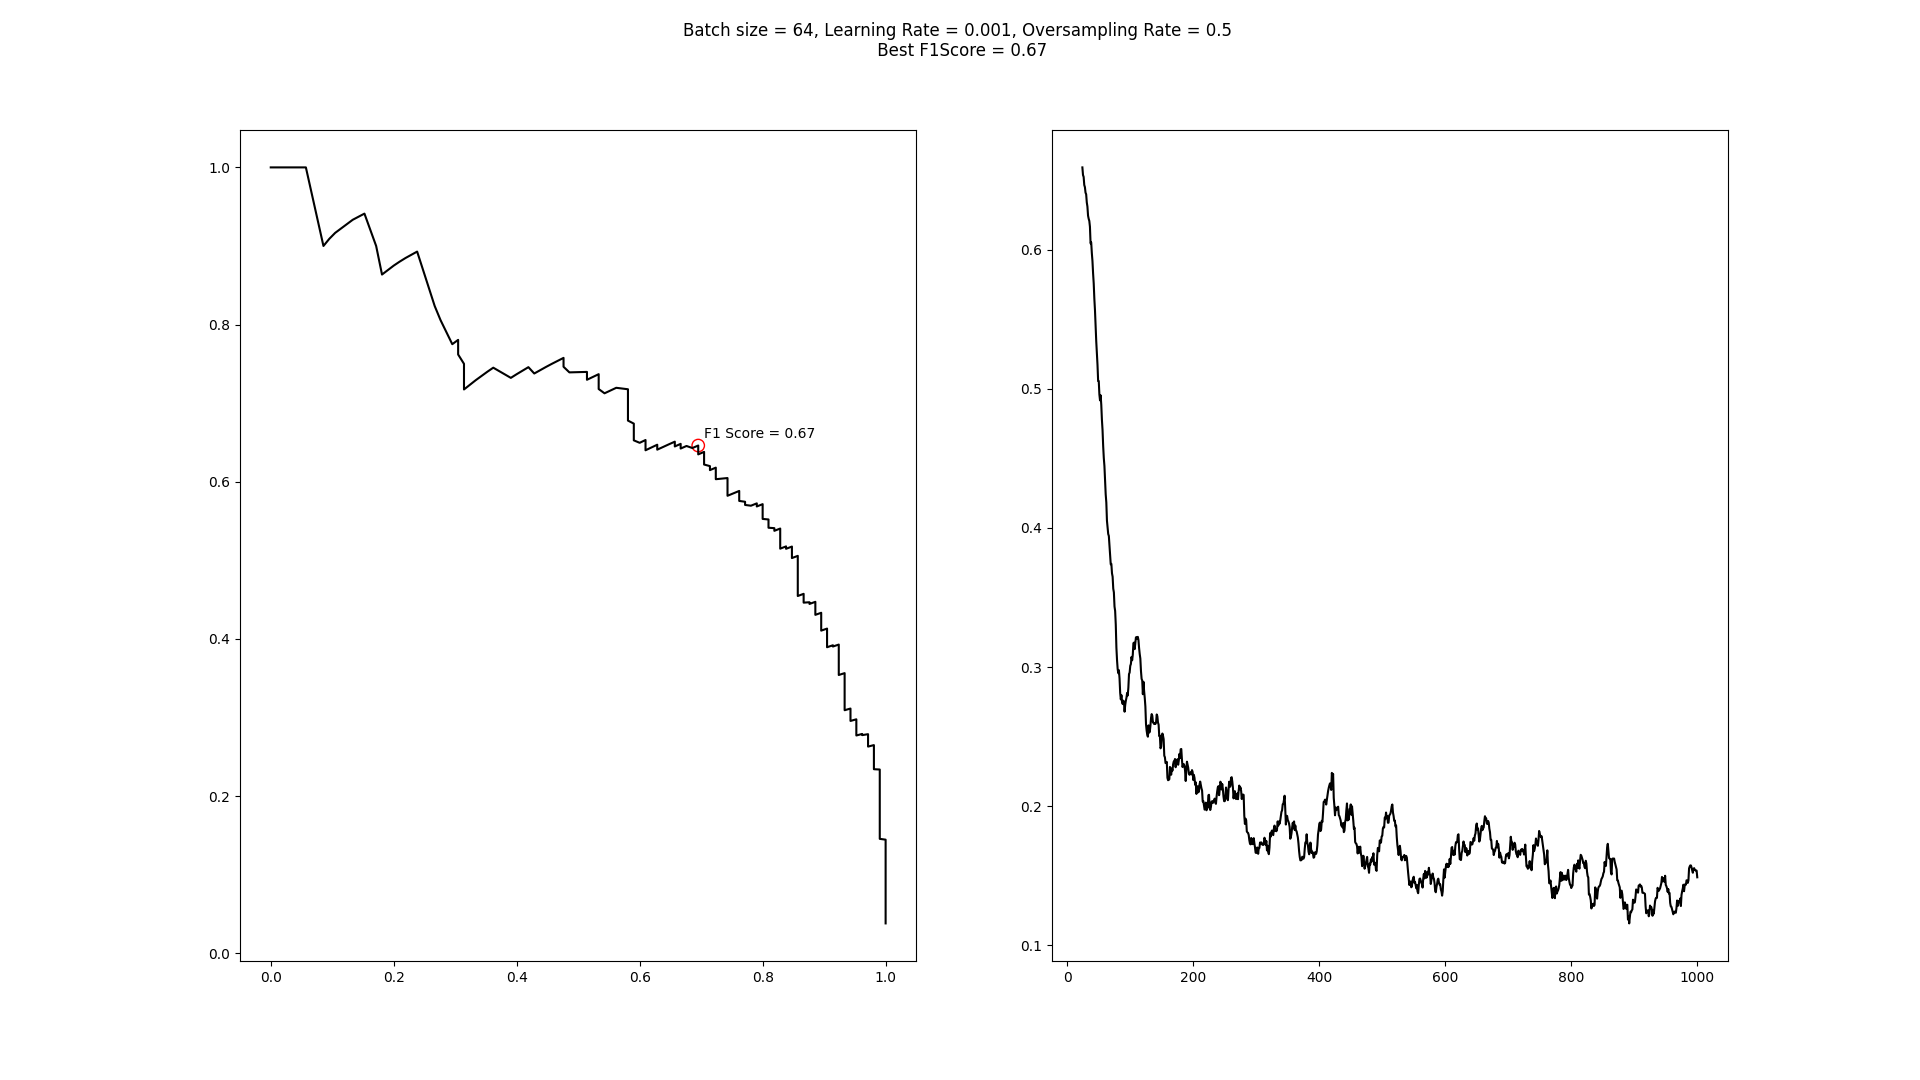 Batch size = 64, Learning Rate = 0.001, Oversampling Rate = 0.5
Best F1Score = 0.67
1.0
0.8
0.6
0.4
0.2
0.0
F1 Score = 0.67
0.0 0.2 0.4 0.6 0.8 1.0
0.6
0.5
0.4
0.3
0.2
0.1
0 200 400 600 800 1000